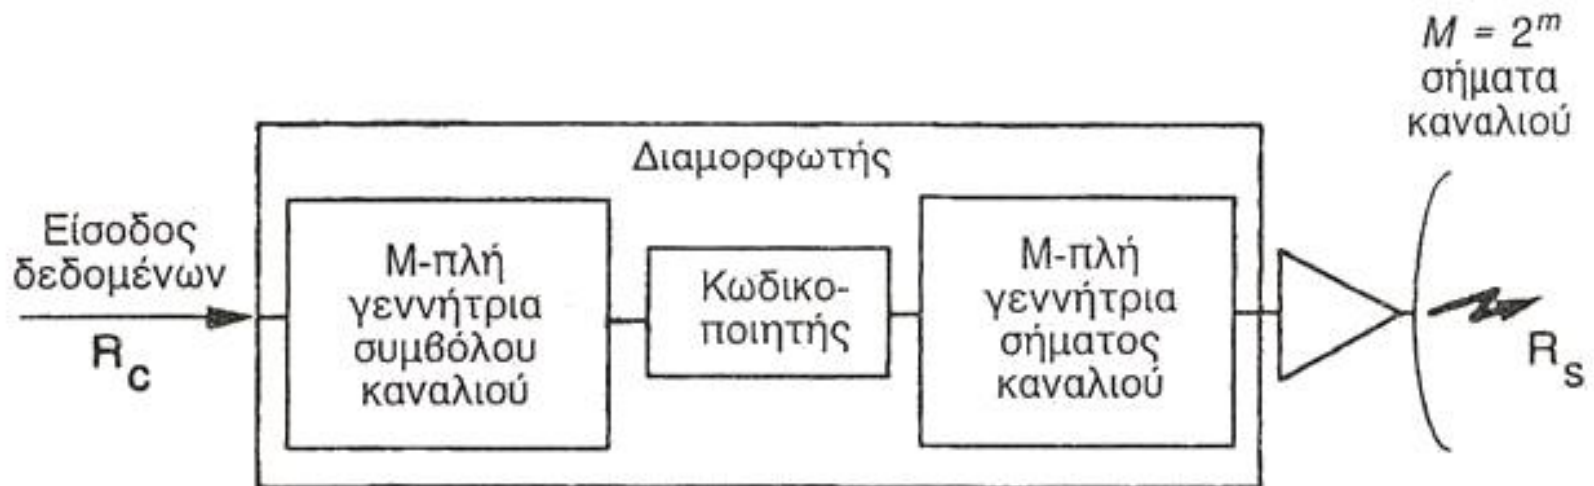 M = 2^m
σήματα
καναλιού
Διαμορφωτής
Είσοδος
δεδομένων
R_c
Μ-πλή
γεννήτρια
συμβόλου
καναλιού
Κωδικο-
ποιητής
Μ-πλή
γεννήτρια
σήματος
καναλιού
R_s